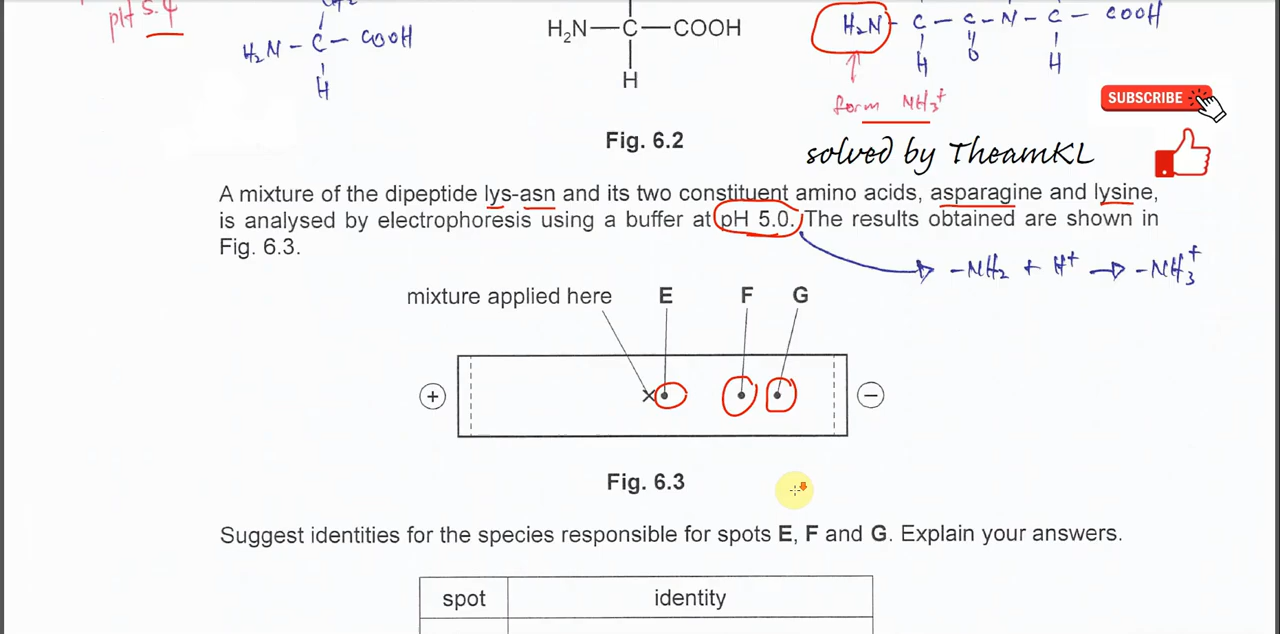 pH 5.4
H₂N – C – COOH
H
H₂N—C—COOH
H
H₂N – C – C – N – C – COOH
H O H
form NH₃⁺
SUBSCRIBE
Fig. 6.2
solved by TheamKL
A mixture of the dipeptide lys-asn and its two constituent amino acids, asparagine and lysine,
is analysed by electrophoresis using a buffer at pH 5.0. The results obtained are shown in
Fig. 6.3.
-NH₂ + H⁺ → -NH₃⁺
mixture applied here E F G
+ × −
Fig. 6.3
Suggest identities for the species responsible for spots E, F and G. Explain your answers.
spot identity